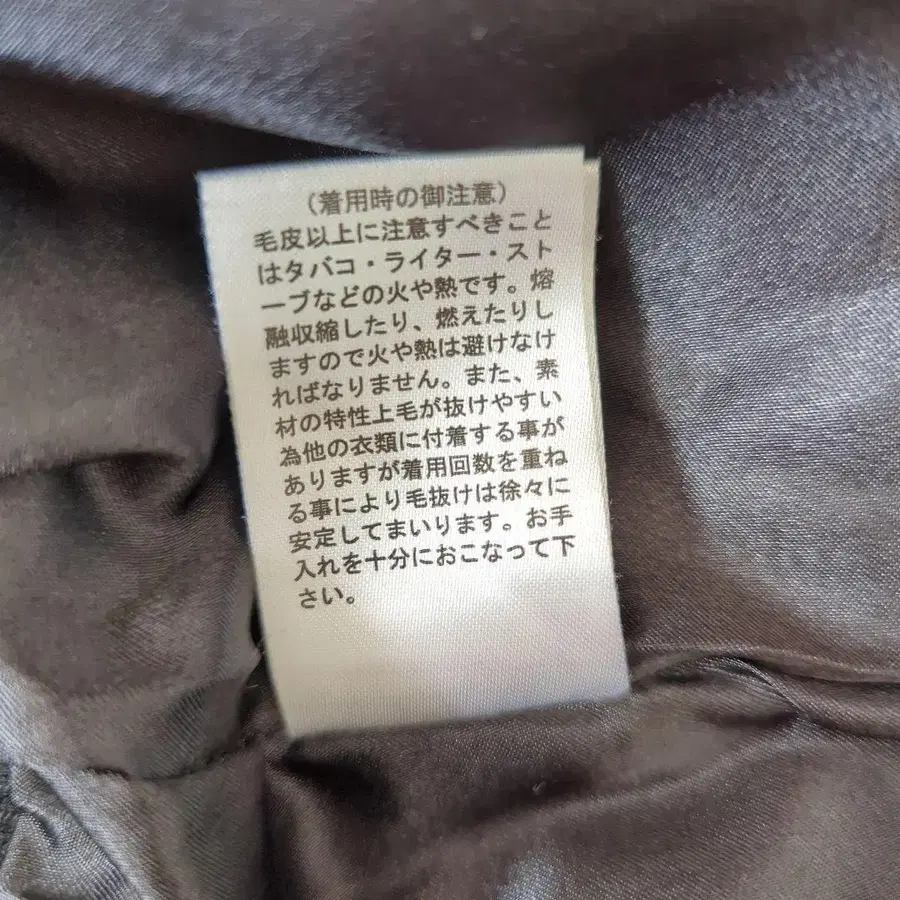 (着用時の御注意)
毛皮以上に注意すべきこと
はタバコ・ライター・スト
ーブなどの火や熱です。熔
融収縮したり、燃えたりし
ますので火や熱は避けなけ
ればなりません。また、素
材の特性上毛が抜けやすい
為他の衣類に付着する事が
ありますが着用回数を重ね
る事により毛抜けは徐々に
安定してまいります。お手
入れを十分におこなって下
さい。